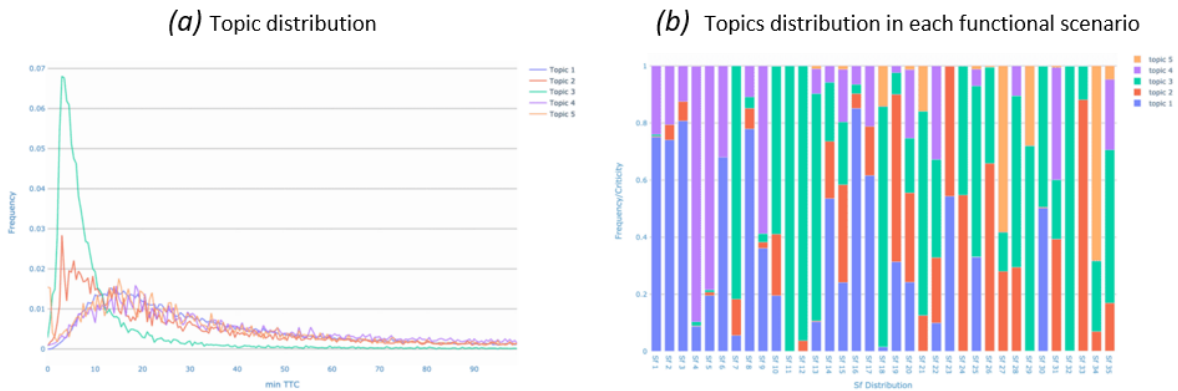 (a) Topic distribution
0.07
0.06
0.05
0.04
0.03
0.02
0.01
0
Frequency
0
10
20
30
40
50
60
70
80
90
min TTC
Topic 1
Topic 2
Topic 3
Topic 4
Topic 5
(b) Topics distribution in each functional scenario
1
0.8
0.6
0.4
0.2
0
Frequency/Criticity
Sf 1
Sf 2
Sf 3
Sf 4
Sf 5
Sf 6
Sf 7
Sf 8
Sf 9
Sf 10
Sf 11
Sf 12
Sf 13
Sf 14
Sf 15
Sf 16
Sf 17
Sf 18
Sf 19
Sf 20
Sf 21
Sf 22
Sf 23
Sf 24
Sf 25
Sf 26
Sf 27
Sf 28
Sf 29
Sf 30
Sf 31
Sf 32
Sf 33
Sf 34
Sf 35
Sf Distribution
topic 5
topic 4
topic 3
topic 2
topic 1